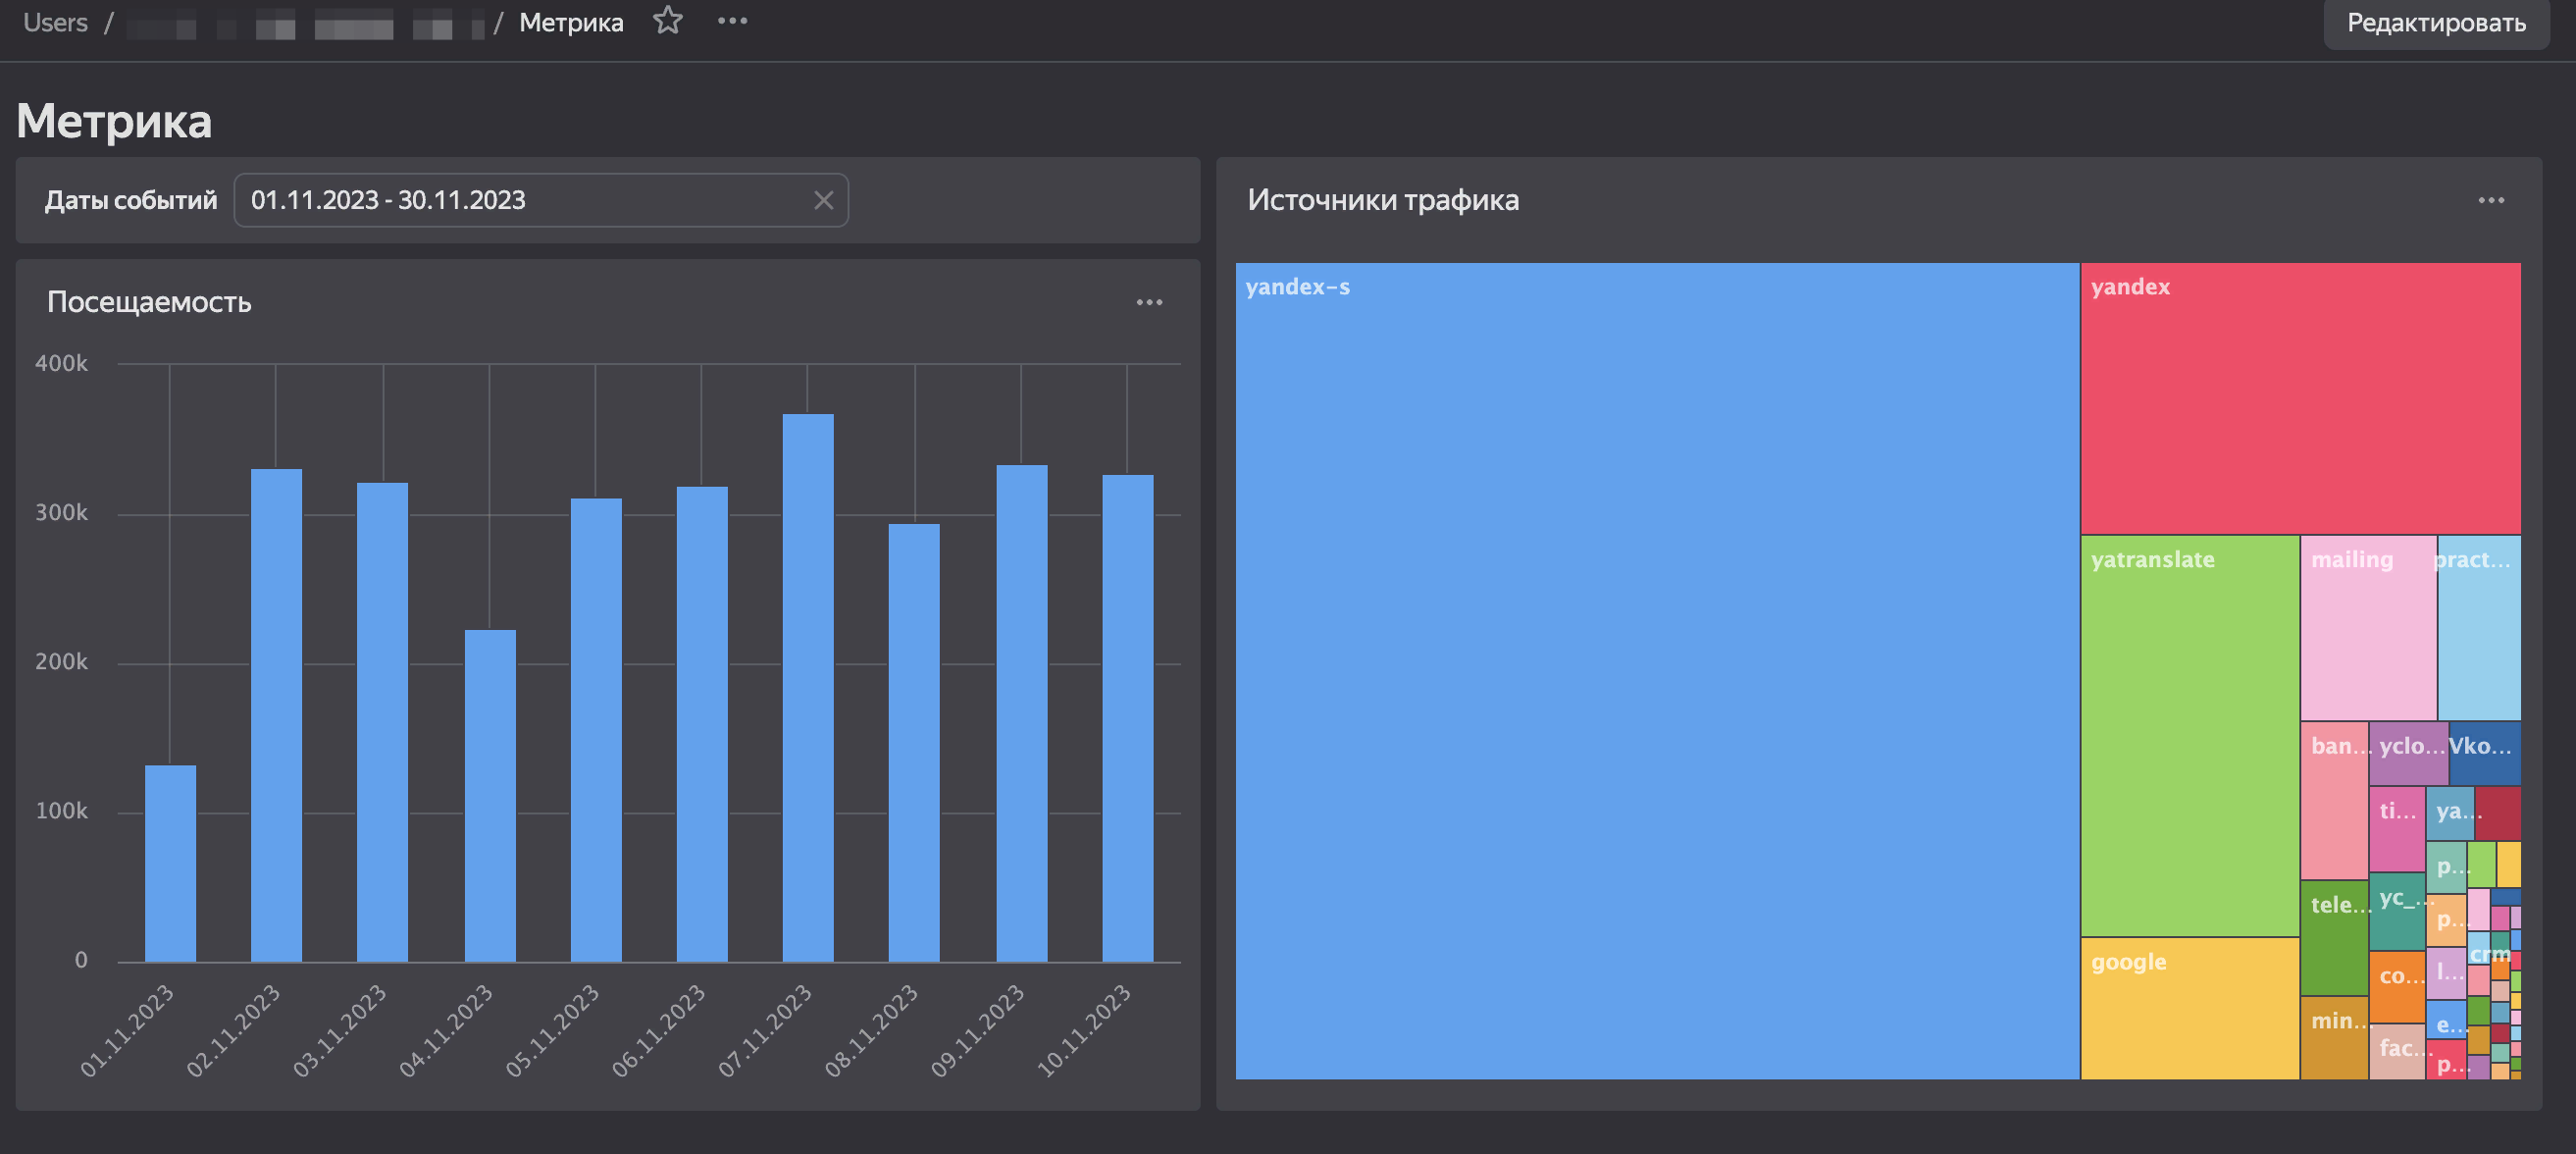 Users / / Метрика
Редактировать
Метрика
Даты событий 01.11.2023 - 30.11.2023
Посещаемость
400k
300k
200k
100k
0
01.11.2023
02.11.2023
03.11.2023
04.11.2023
05.11.2023
06.11.2023
07.11.2023
08.11.2023
09.11.2023
10.11.2023
Источники трафика
yandex-s
yandex
yatranslate
mailing
pract...
ban...
yclo...
Vko...
ti...
ya...
p...
tele...
yc_...
p...
crm
google
co...
l...
min...
e...
fac...
p...